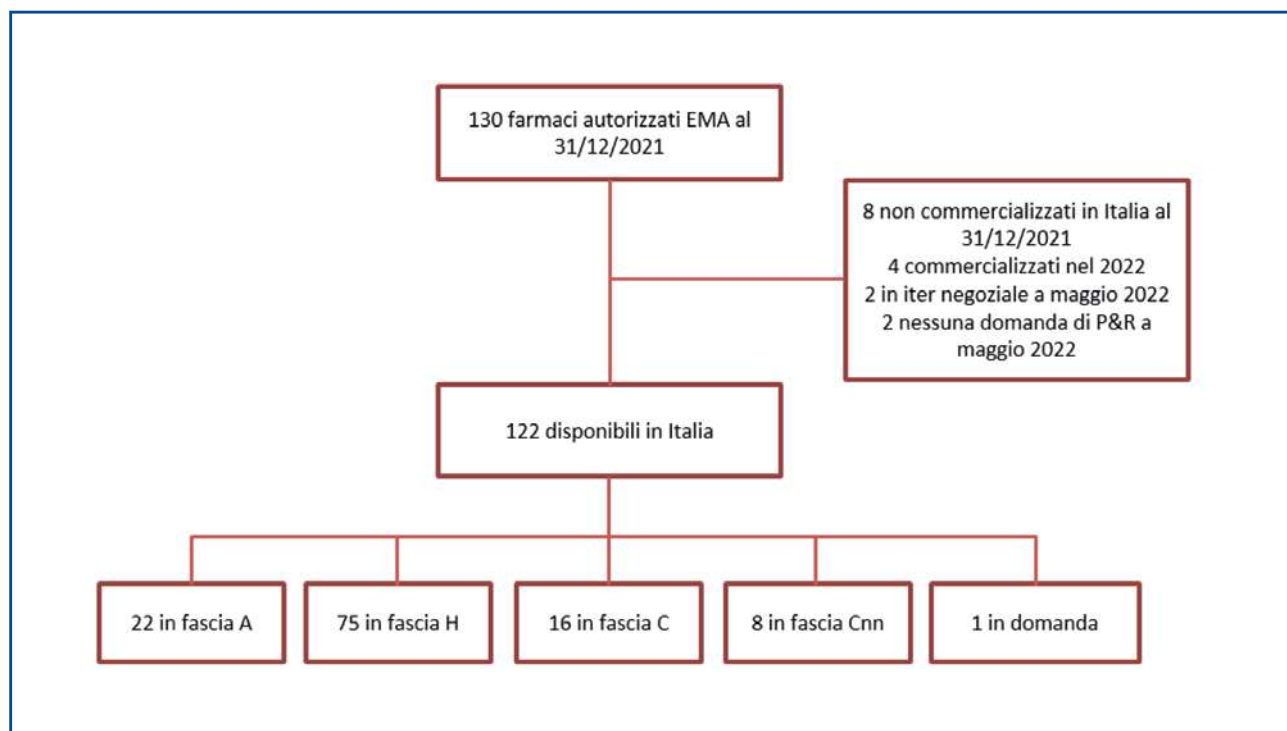 130 farmaci autorizzati EMA al
31/12/2021
8 non commercializzati in Italia al
31/12/2021
4 commercializzati nel 2022
2 in iter negoziale a maggio 2022
2 nessuna domanda di P&R a
maggio 2022
122 disponibili in Italia
22 in fascia A
75 in fascia H
16 in fascia C
8 in fascia Cnn
1 in domanda